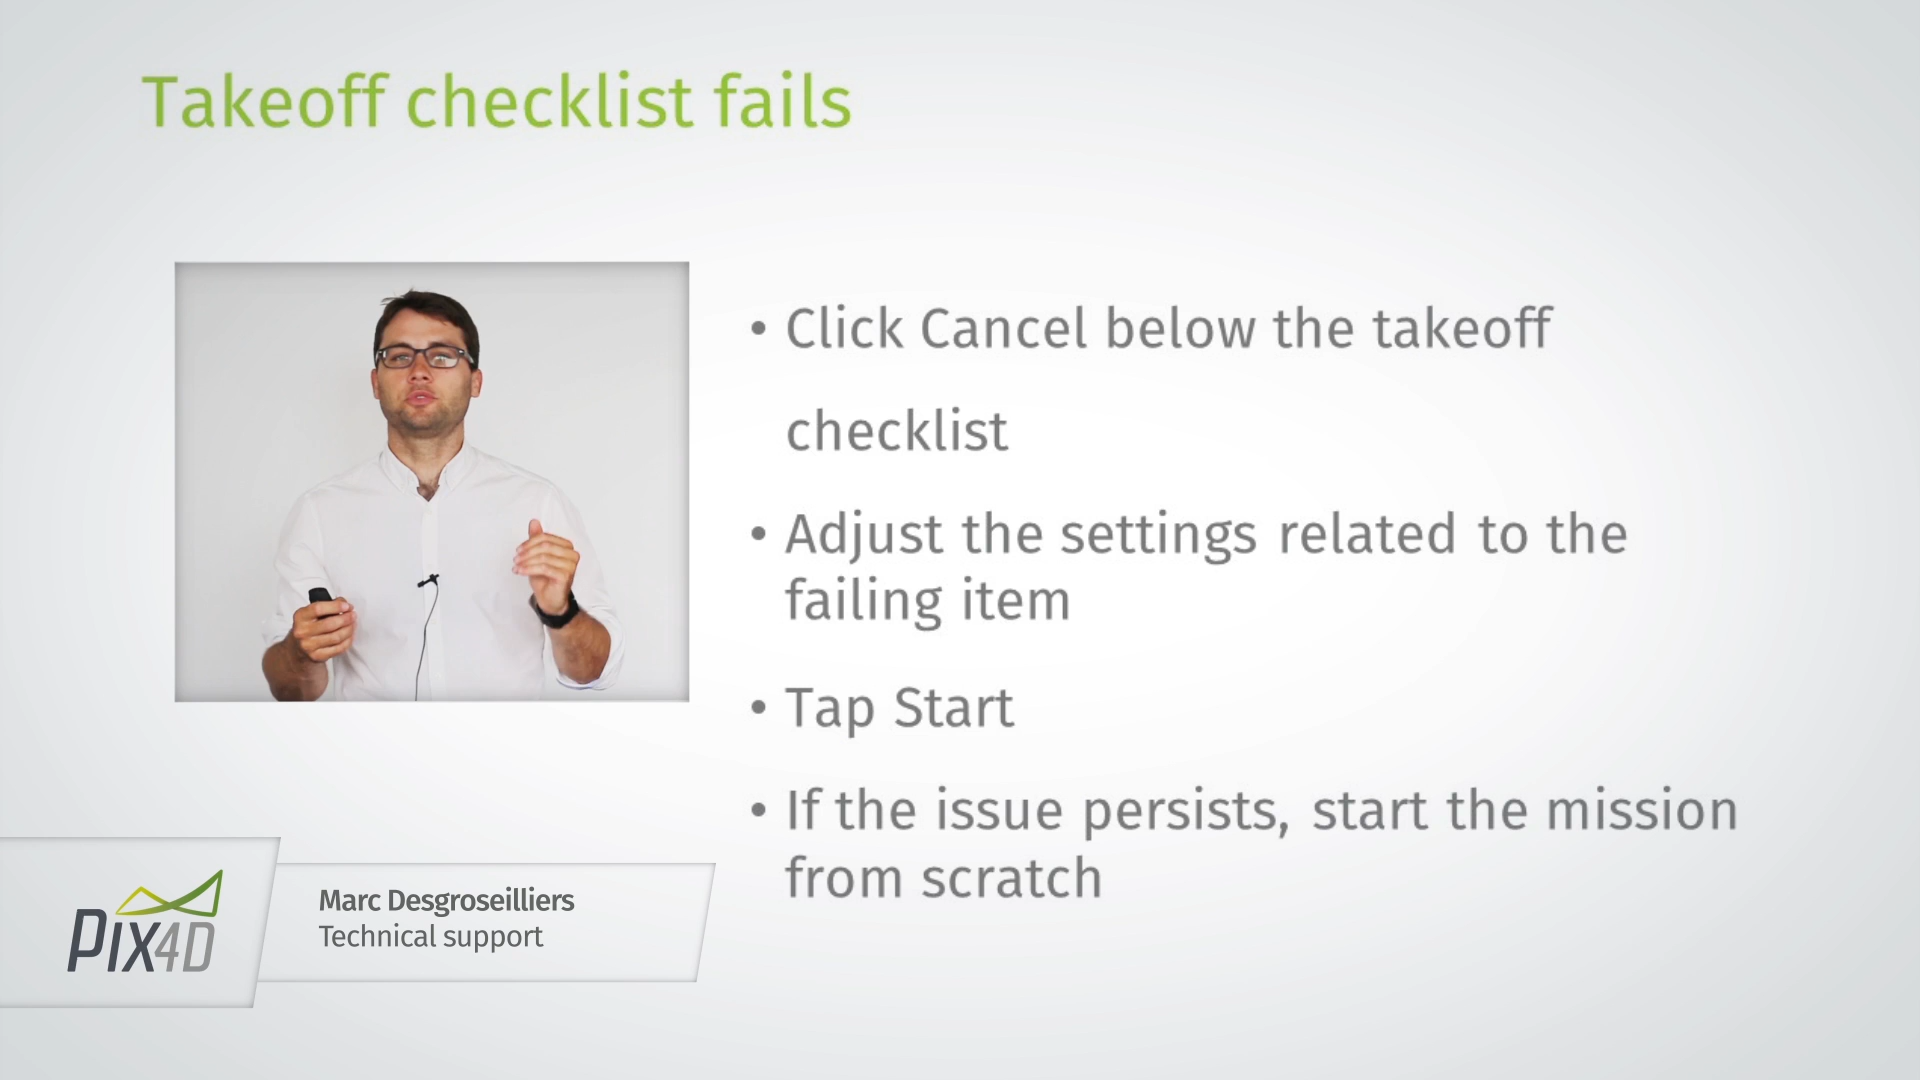 Takeoff checklist fails
• Click Cancel below the takeoff
checklist
• Adjust the settings related to the
failing item
• Tap Start
• If the issue persists, start the mission
from scratch
PIX4D
Marc Desgroseilliers
Technical support